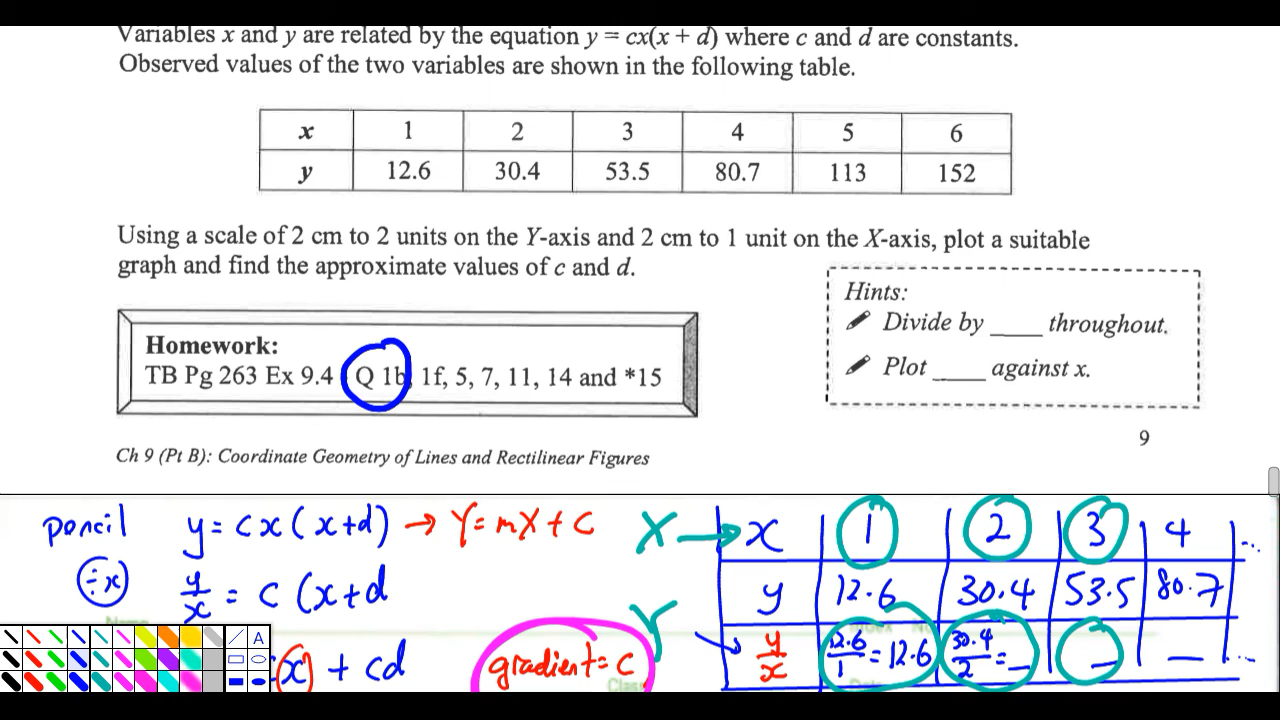 Variables x and y are related by the equation y = cx(x + d) where c and d are constants.
Observed values of the two variables are shown in the following table.
x 1 2 3 4 5 6
y 12.6 30.4 53.5 80.7 113 152
Using a scale of 2 cm to 2 units on the Y-axis and 2 cm to 1 unit on the X-axis, plot a suitable
graph and find the approximate values of c and d.
Hints:
Divide by ____ throughout.
Plot ____ against x.
Homework:
TB Pg 263 Ex 9.4 (Q 1b, 1f, 5, 7, 11, 14 and *15
9
Ch 9 (Pt B): Coordinate Geometry of Lines and Rectilinear Figures
pencil y = cx(x+d) → Y = mX + c
÷x y/x = c(x+d
x) + cd
gradient = c
X → x 1 2 3 4 ...
y 12.6 30.4 53.5 80.7
Y → y/x 12.6/1 = 12.6 30.4/2 = _ _ _ ...
A